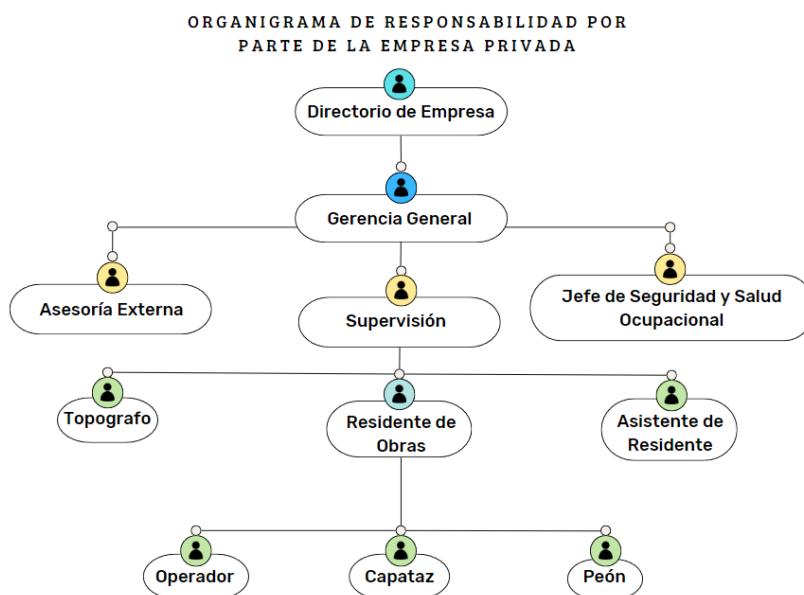 ORGANIGRAMA DE RESPONSABILIDAD POR
PARTE DE LA EMPRESA PRIVADA
Directorio de Empresa
Gerencia General
Asesoría Externa
Supervisión
Jefe de Seguridad y Salud
Ocupacional
Topografo
Residente de
Obras
Asistente de
Residente
Operador
Capataz
Peón